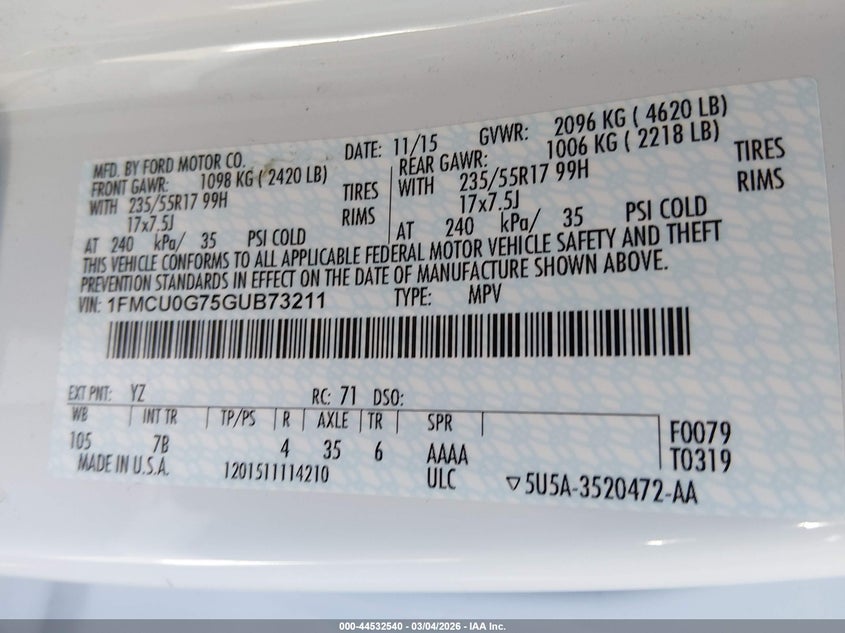 MFD. BY FORD MOTOR CO.
DATE: 11/15
GVWR: 2096 KG ( 4620 LB)
FRONT GAWR: 1098 KG ( 2420 LB)
WITH 235/55R17 99H TIRES
17x7.5J RIMS
AT 240 kPa/ 35 PSI COLD
REAR GAWR: 1006 KG ( 2218 LB)
WITH 235/55R17 99H TIRES
17x7.5J RIMS
AT 240 kPa/ 35 PSI COLD
THIS VEHICLE CONFORMS TO ALL APPLICABLE FEDERAL MOTOR VEHICLE SAFETY AND THEFT
PREVENTION STANDARDS IN EFFECT ON THE DATE OF MANUFACTURE SHOWN ABOVE.
VIN: 1FMCU0G75GUB73211 TYPE: MPV
EXT PNT: YZ RC: 71 DSO:
WB INT TR TP/PS R AXLE TR SPR
105 7B 4 35 6 AAAA
MADE IN U.S.A. 1201511114210 ULC
F0079
T0319
5U5A-3520472-AA
000-44532540 - 03/04/2026 - IAA Inc.